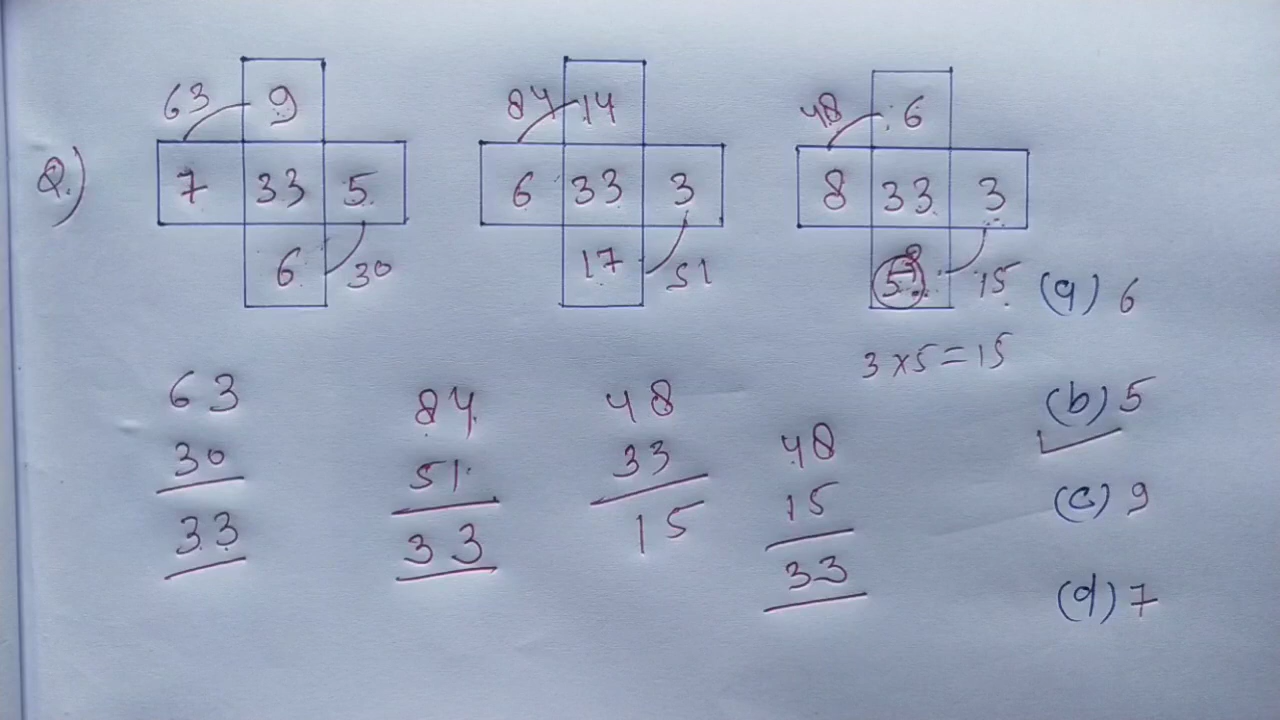 63 9 84 14 48 6
Q.) 7 33 5 6 33 3 8 33 3
6 30 17 51 5 15 (a) 6
3 x 5 = 15
63 84 48 (b) 5
30 51 33 48
33 33 15 15 (c) 9
33
(d) 7